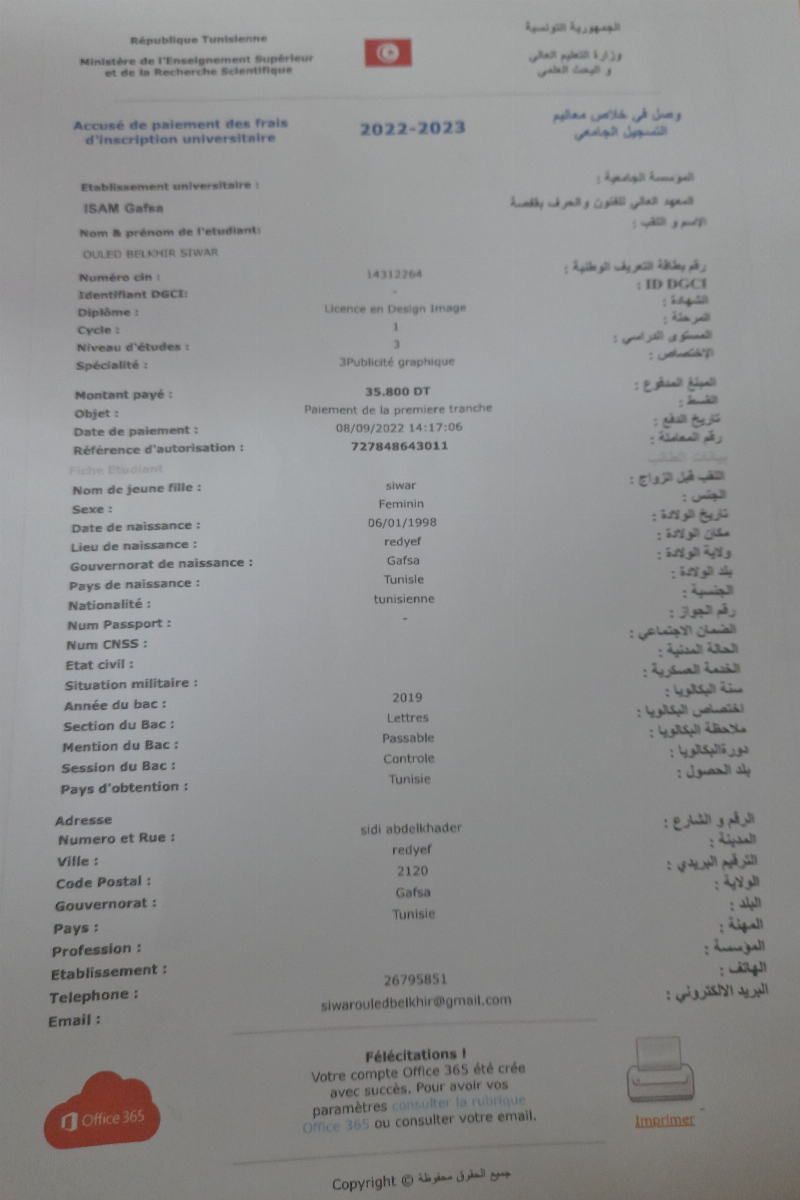 République Tunisienne
Ministère de l'Enseignement Supérieur
et de la Recherche Scientifique
الجمهورية التونسية
وزارة التعليم العالي
و البحث العلمي
Accusé de paiement des frais
d'inscription universitaire
2022-2023
وصل في خلاص معاليم
التسجيل الجامعي
Etablissement universitaire :
المؤسسة الجامعية :
ISAM Gafsa
المعهد العالي للفنون والحرف بقفصة
Nom & prénom de l'etudiant:
الإسم و اللقب :
OULED BELKHIR SIWAR
Numéro cin : 14312264 رقم بطاقة التعريف الوطنية :
Identifiant DGCI: - ID DGCI :
Diplôme : Licence en Design Image الشهادة :
Cycle : 1 المرحلة :
Niveau d'études : 3 المستوى الدراسي :
Spécialité : 3Publicité graphique الإختصاص :
Montant payé : 35.800 DT المبلغ المدفوع :
Objet : Paiement de la premiere tranche القسط :
Date de paiement : 08/09/2022 14:17:06 تاريخ الدفع :
Référence d'autorisation : 727848643011 رقم المعاملة :
Fiche Etudiant بيانات الطالب
Nom de jeune fille : siwar اللقب قبل الزواج :
Sexe : Feminin الجنس :
Date de naissance : 06/01/1998 تاريخ الولادة :
Lieu de naissance : redyef مكان الولادة :
Gouvernorat de naissance : Gafsa ولاية الولادة :
Pays de naissance : Tunisie بلد الولادة :
Nationalité : tunisienne الجنسية :
Num Passport : - رقم الجواز :
Num CNSS : الضمان الاجتماعي :
Etat civil : الحالة المدنية :
Situation militaire : الخدمة العسكرية :
Année du bac : 2019 سنة البكالويا :
Section du Bac : Lettres اختصاص البكالويا :
Mention du Bac : Passable ملاحظة البكالويا :
Session du Bac : Controle دورةالبكالويا :
Pays d'obtention : Tunisie بلد الحصول :
Adresse
Numero et Rue : sidi abdelkhader الرقم و الشارع :
Ville : redyef المدينة :
Code Postal : 2120 الترقيم البريدي :
Gouvernorat : Gafsa الولاية :
Pays : Tunisie البلد :
Profession : المهنة :
Etablissement : المؤسسة :
Telephone : 26795851 الهاتف :
Email : siwarouledbelkhir@gmail.com البريد الالكتروني :
Félécitations !
Votre compte Office 365 été crée
avec succès. Pour avoir vos
paramètres consulter la rubrique
Office 365 ou consulter votre email.
Office 365
Imprimer
Copyright © جميع الحقوق محفوظة